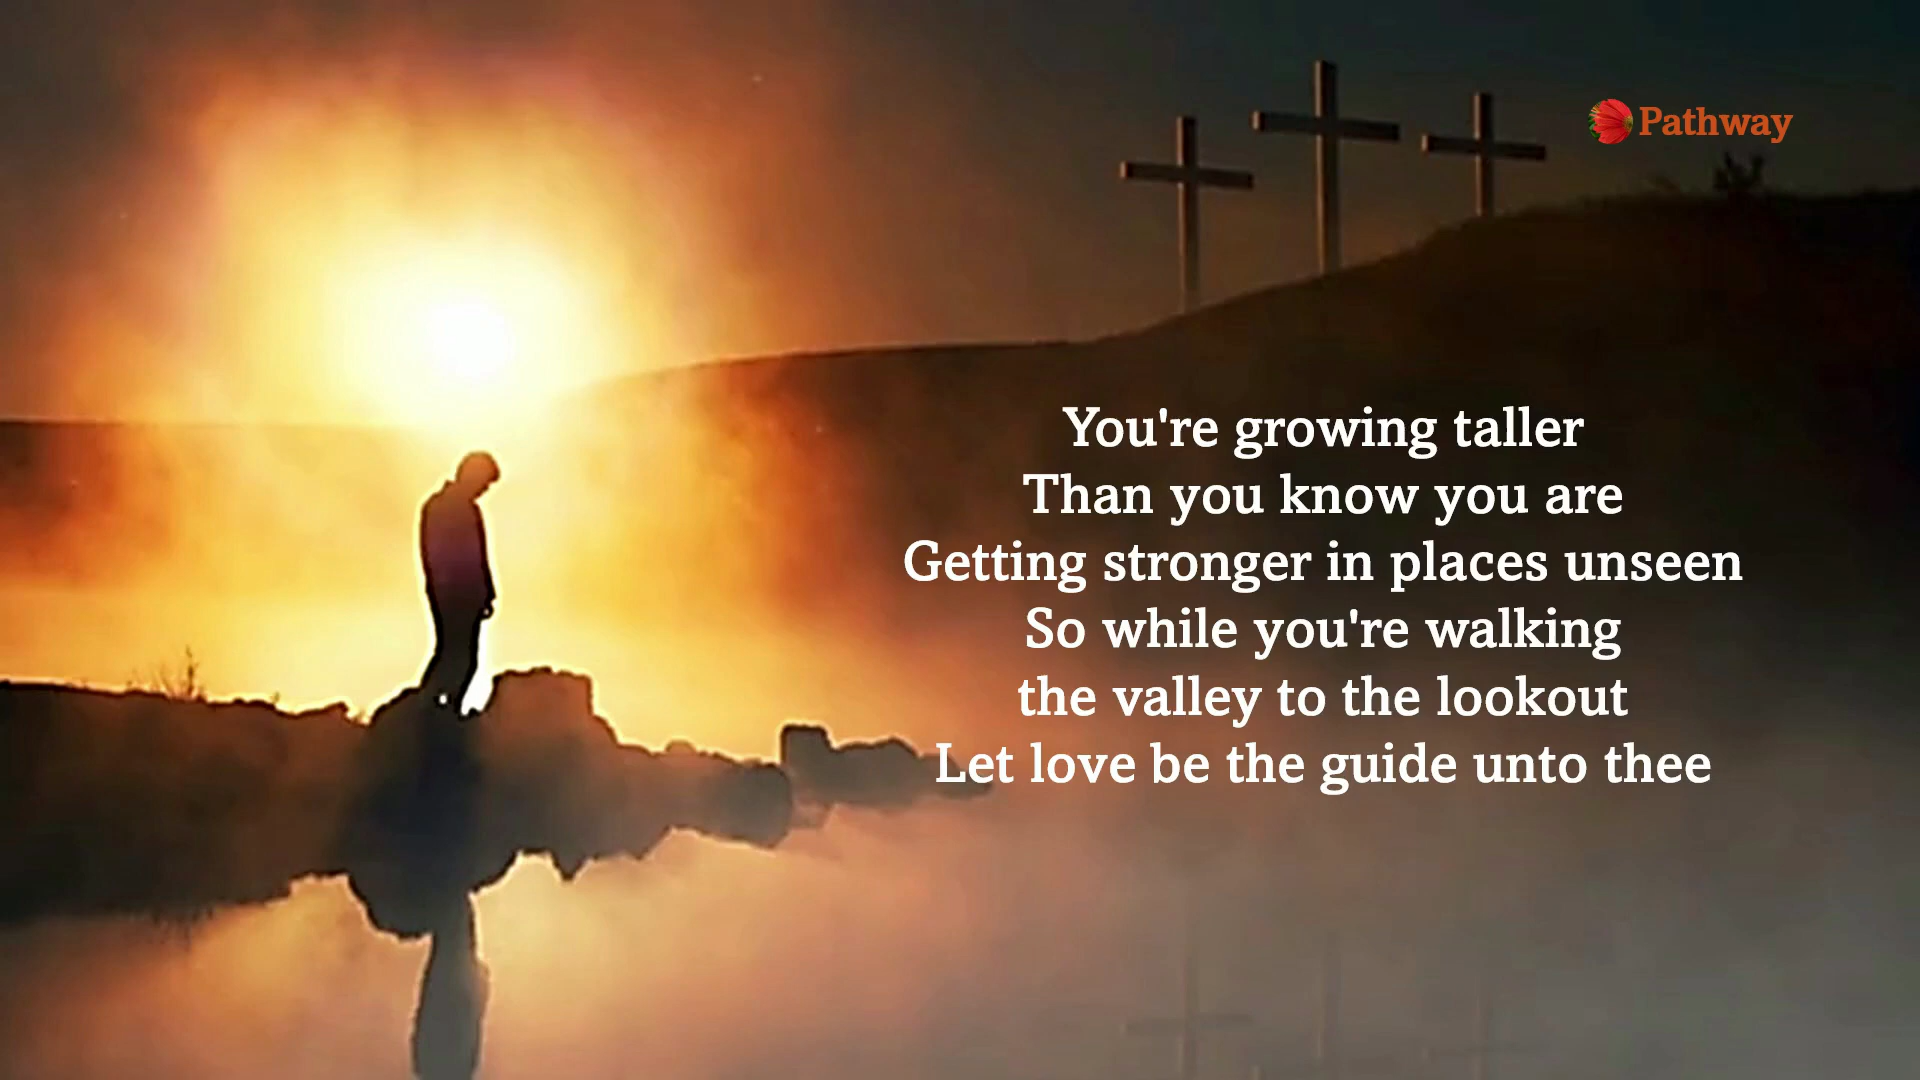 Pathway
You're growing taller
Than you know you are
Getting stronger in places unseen
So while you're walking
the valley to the lookout
Let love be the guide unto thee